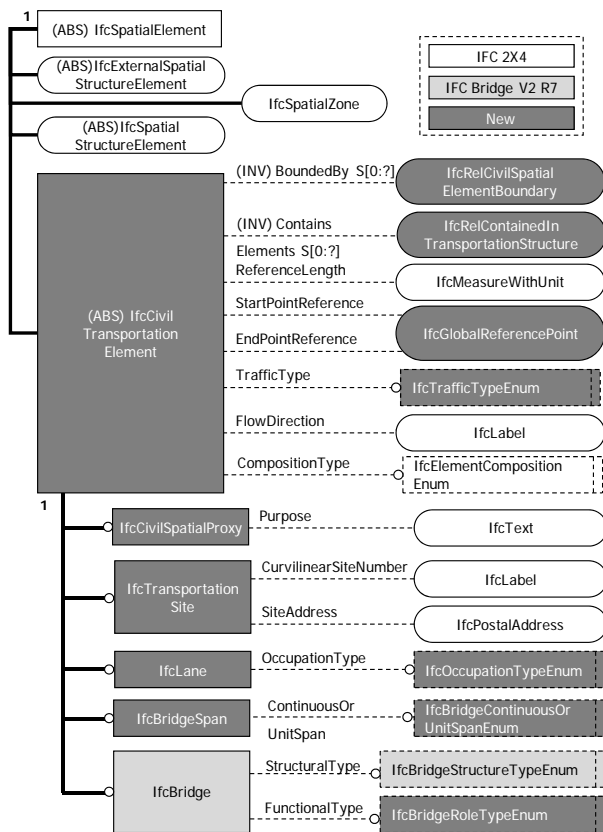 1
(ABS) IfcSpatialElement
(ABS)IfcExternalSpatial
StructureElement
IfcSpatialZone
(ABS)IfcSpatial
StructureElement
IFC 2X4
IFC Bridge V2 R7
New
(ABS) IfcCivil
Transportation
Element
(INV) BoundedBy S[0:?]
IfcRelCivilSpatial
ElementBoundary
(INV) Contains
Elements S[0:?]
IfcRelContainedIn
TransportationStructure
ReferenceLength
IfcMeasureWithUnit
StartPointReference
EndPointReference
IfcGlobalReferencePoint
TrafficType
IfcTrafficTypeEnum
FlowDirection
IfcLabel
CompositionType
IfcElementComposition
Enum
1
IfcCivilSpatialProxy
Purpose
IfcText
IfcTransportation
Site
CurvilinearSiteNumber
IfcLabel
SiteAddress
IfcPostalAddress
IfcLane
OccupationType
IfcOccupationTypeEnum
IfcBridgeSpan
ContinuousOr
UnitSpan
IfcBridgeContinuousOr
UnitSpanEnum
IfcBridge
StructuralType
IfcBridgeStructureTypeEnum
FunctionalType
IfcBridgeRoleTypeEnum